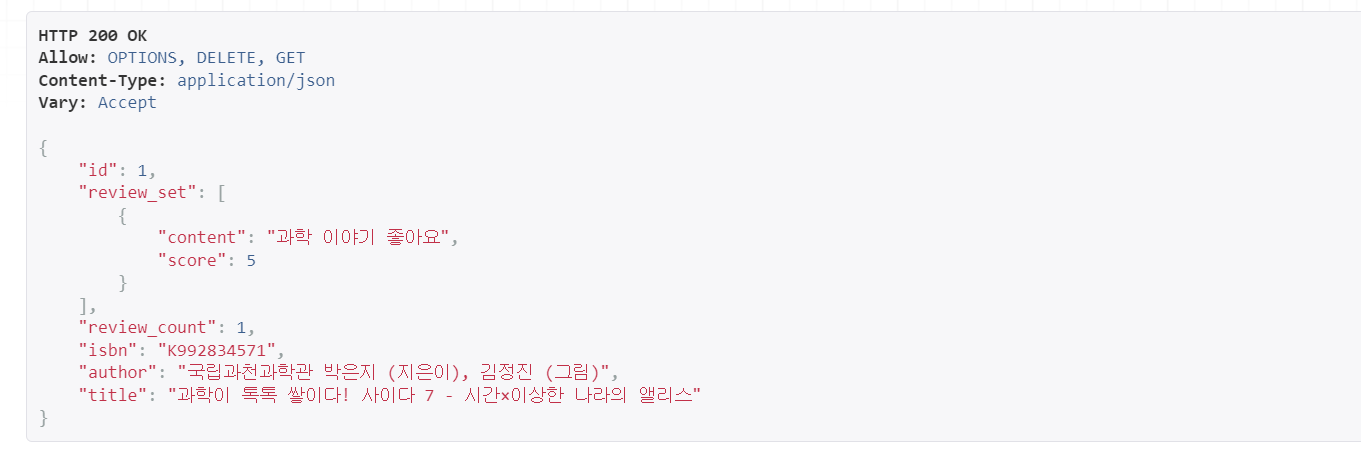 HTTP 200 OK
Allow: OPTIONS, DELETE, GET
Content-Type: application/json
Vary: Accept
{
"id": 1,
"review_set": [
{
"content": "과학 이야기 좋아요",
"score": 5
}
],
"review_count": 1,
"isbn": "K992834571",
"author": "국립과천과학관 박은지 (지은이), 김정진 (그림)",
"title": "과학이 톡톡 쌓이다! 사이다 7 - 시간×이상한 나라의 앨리스"
}